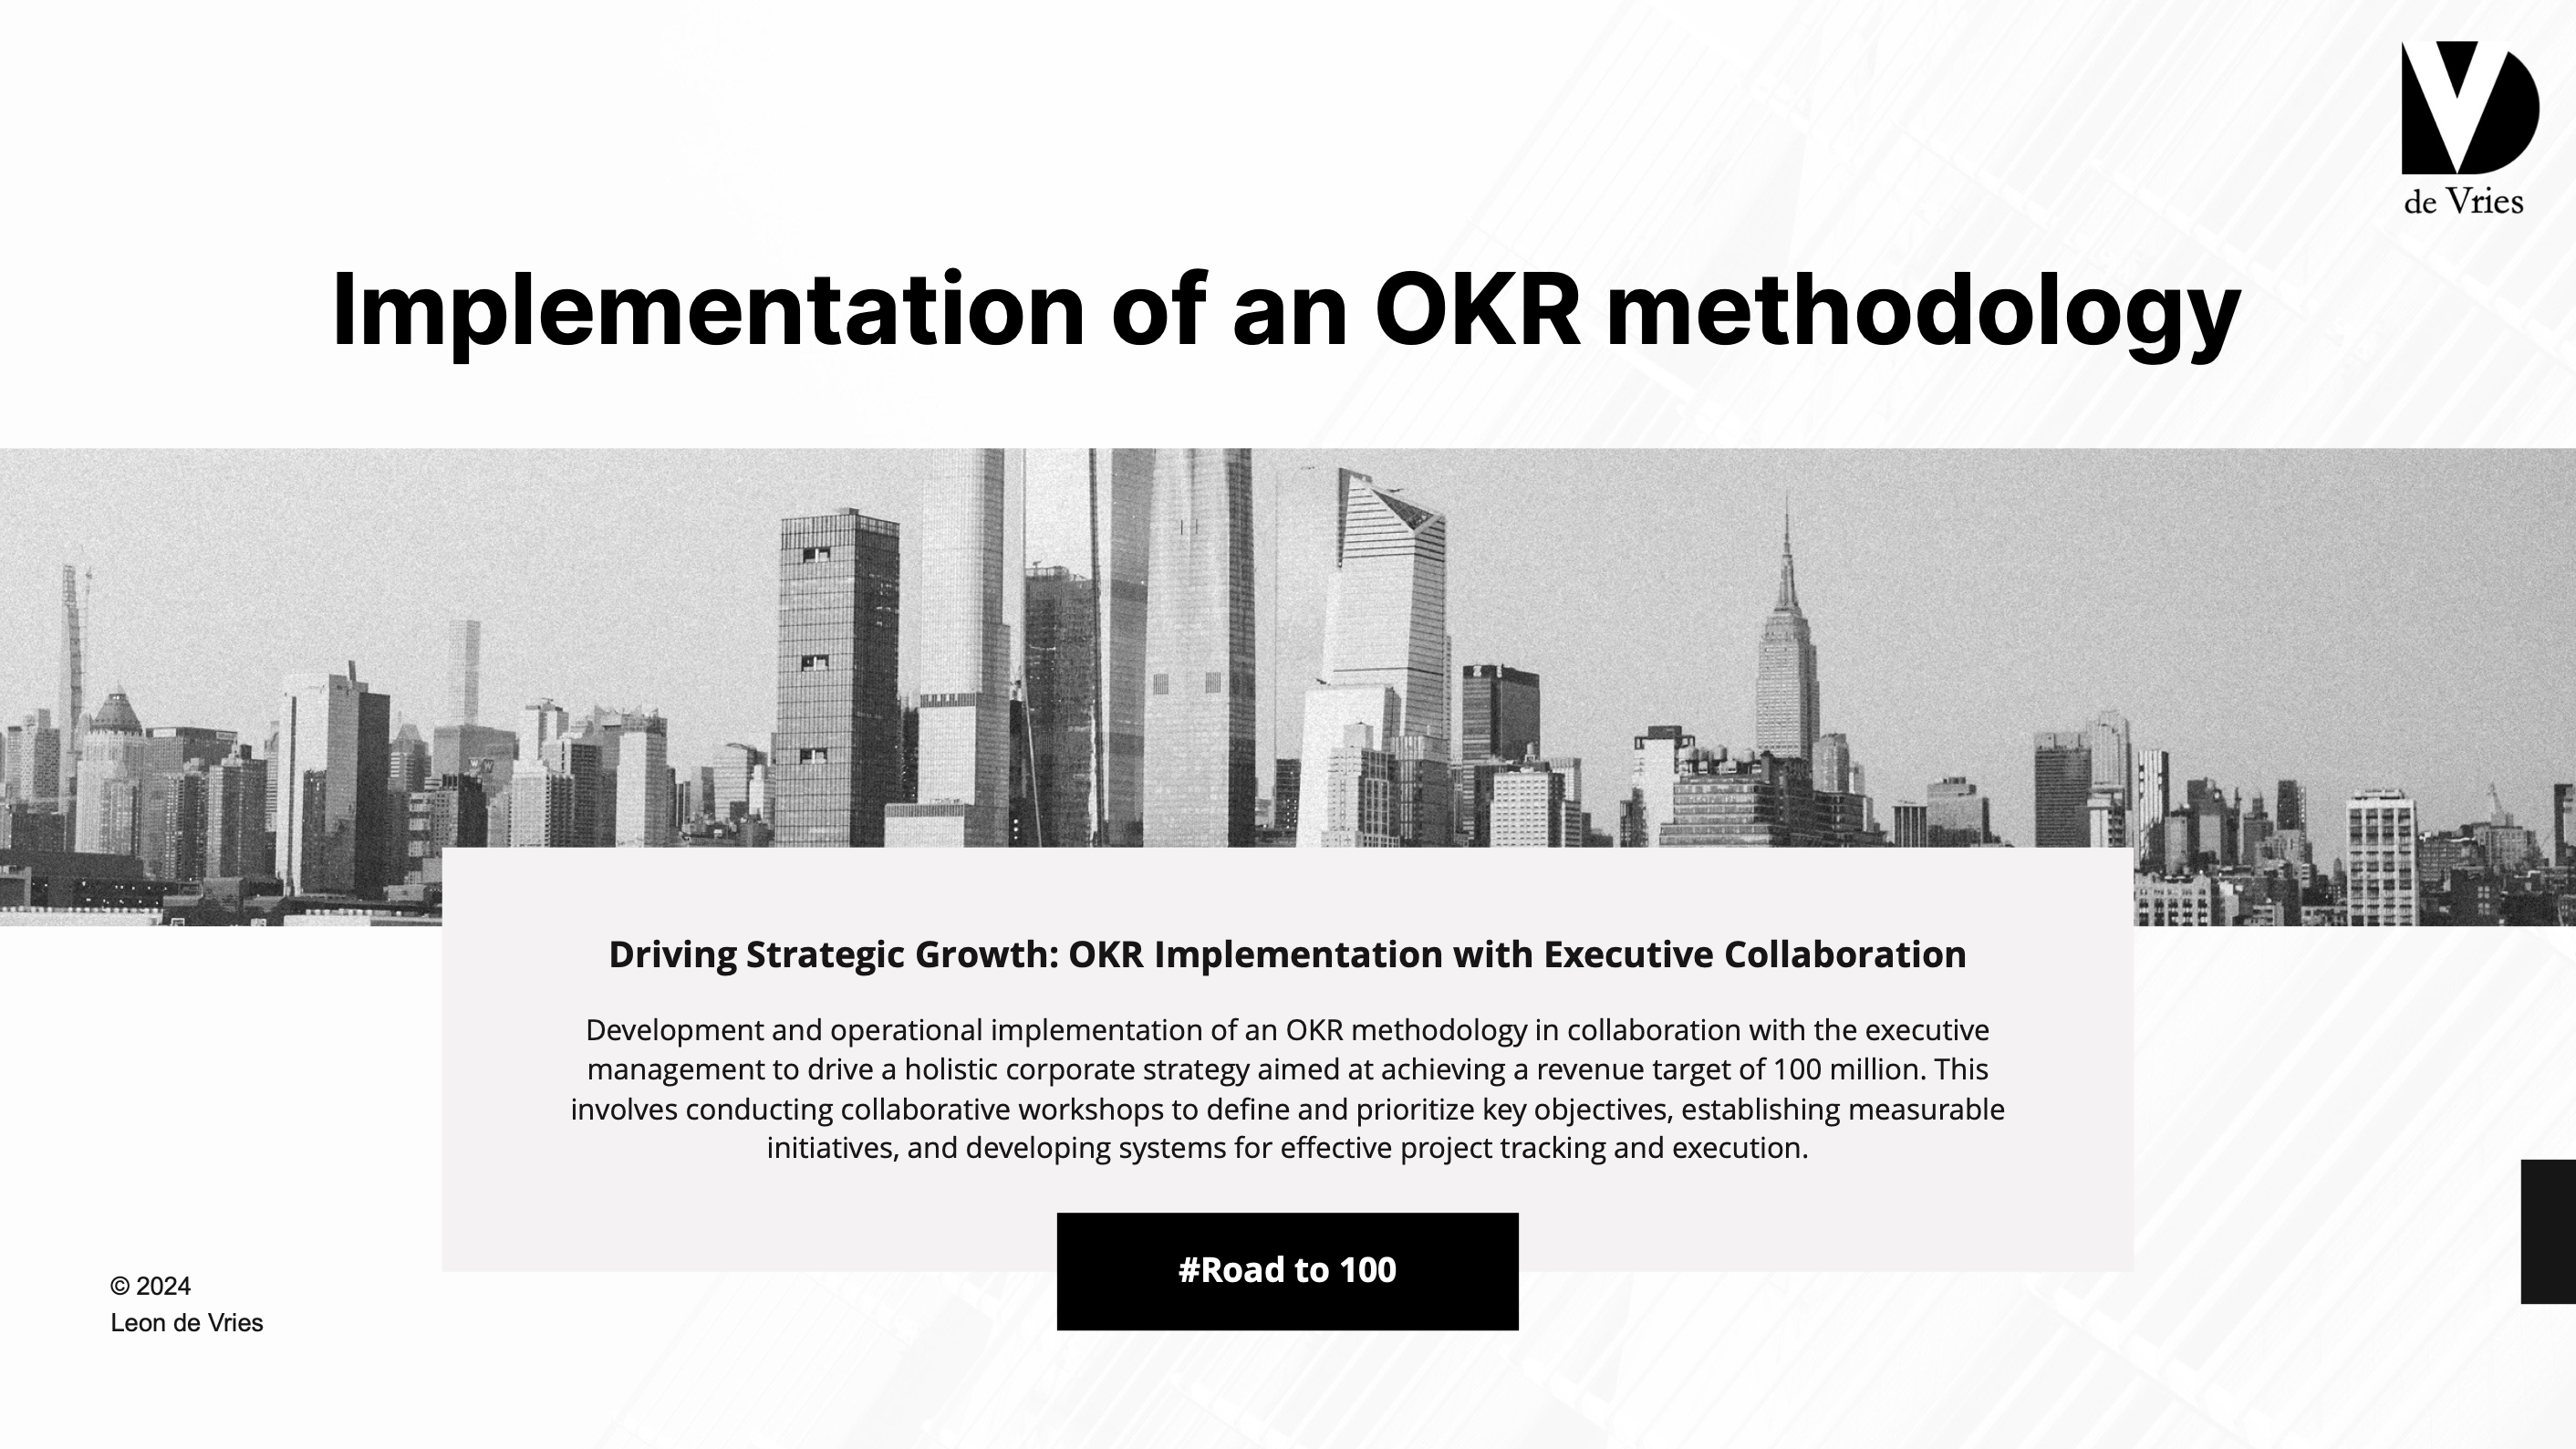 de Vries
Implementation of an OKR methodology
Driving Strategic Growth: OKR Implementation with Executive Collaboration
Development and operational implementation of an OKR methodology in collaboration with the executive
management to drive a holistic corporate strategy aimed at achieving a revenue target of 100 million. This
involves conducting collaborative workshops to define and prioritize key objectives, establishing measurable
initiatives, and developing systems for effective project tracking and execution.
#Road to 100
© 2024
Leon de Vries